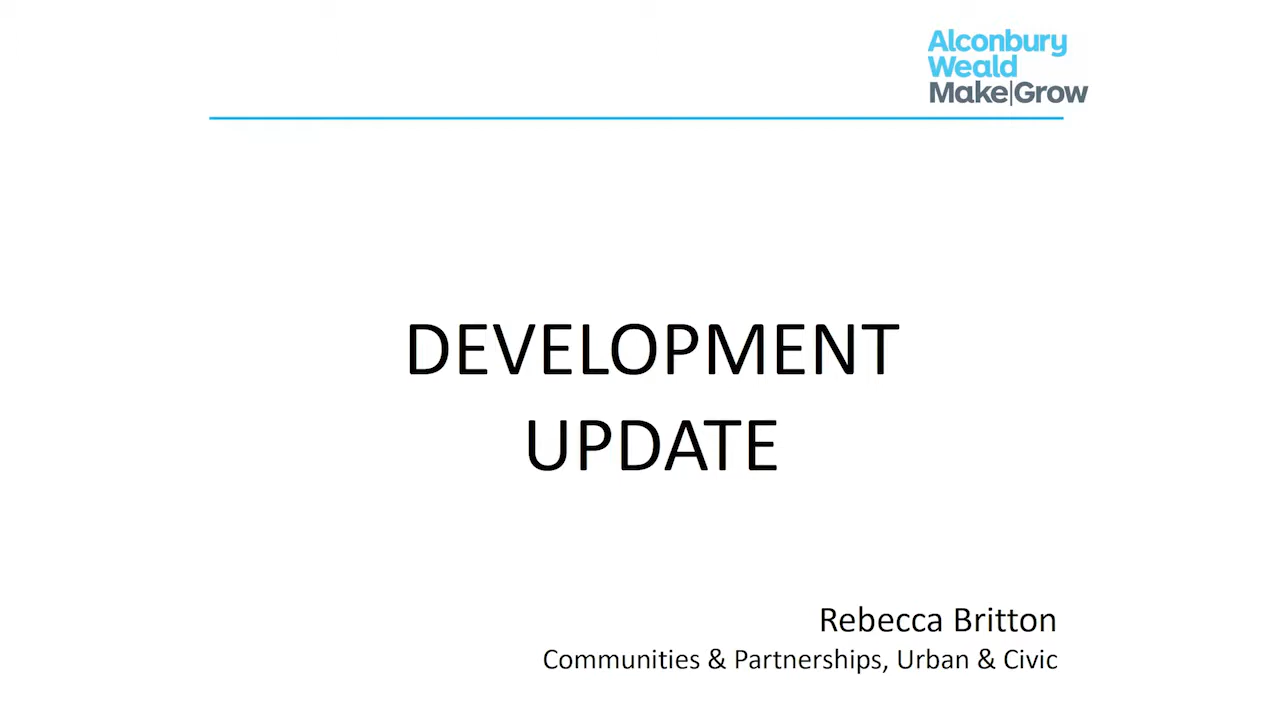 Alconbury
Weald
Make|Grow
DEVELOPMENT
UPDATE
Rebecca Britton
Communities & Partnerships, Urban & Civic